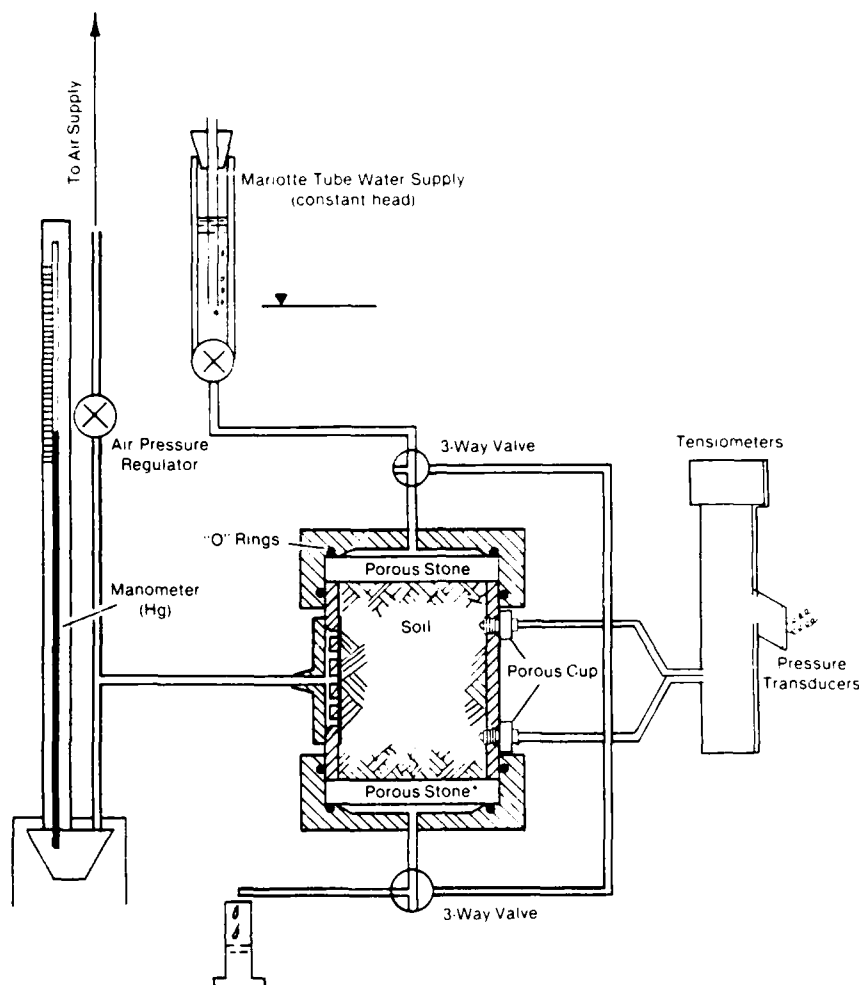 To Air Supply
Mariotte Tube Water Supply
(constant head)
Air Pressure
Regulator
3-Way Valve
Tensiometers
"O" Rings
Porous Stone
Manometer
(Hg)
Soil
Porous Cup
Pressure
Transducers
Porous Stone*
3-Way Valve